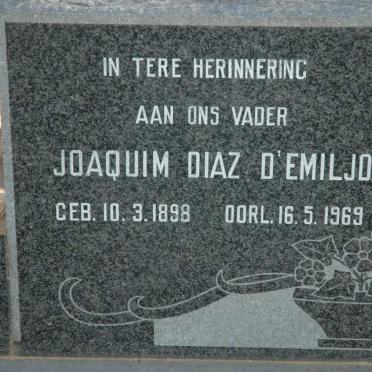 IN TERE HERINNERING
AAN ONS VADER
JOAQUIM DIAZ D'EMILJO
GEB. 10. 3. 1898 OORL. 16. 5. 1969